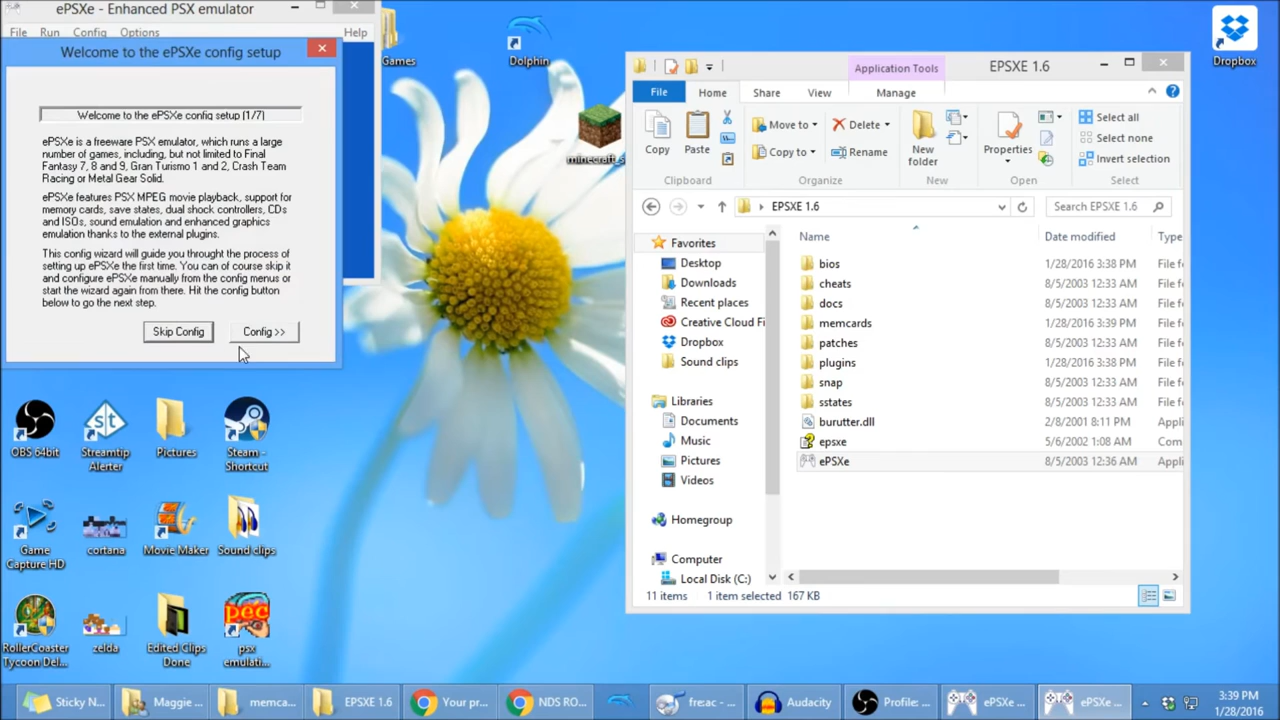 ePSXe - Enhanced PSX emulator
File Run Config Options Help
Welcome to the ePSXe config setup
Welcome to the ePSXe config setup (1/7)
ePSXe is a freeware PSX emulator, which runs a large
number of games, including, but not limited to Final
Fantasy 7, 8 and 9, Gran Turismo 1 and 2, Crash Team
Racing or Metal Gear Solid.
ePSXe features PSX MPEG movie playback, support for
memory cards, save states, dual shock controllers, CDs
and ISOs, sound emulation and enhanced graphics
emulation thanks to the external plugins.
This config wizard will guide you throught the process of
setting up ePSXe the first time. You can of course skip it
and configure ePSXe manually from the config menus or
start the wizard again from there. Hit the config button
below to go the next step.
Skip Config
Config >>
Games
Dolphin
minecraft_s
Dropbox
OBS 64bit
Streamtip
Alerter
Pictures
Steam -
Shortcut
Game
Capture HD
cortana
Movie Maker
Sound clips
RollerCoaster
Tycoon Del...
zelda
Edited Clips
Done
pec
psx
emulati...
Application Tools
EPSXE 1.6
File
Home
Share
View
Manage
Copy
Paste
Clipboard
Move to
Copy to
Delete
Rename
Organize
New
folder
New
Properties
Open
Select all
Select none
Invert selection
Select
EPSXE 1.6
Search EPSXE 1.6
Favorites
Desktop
Downloads
Recent places
Creative Cloud Fi
Dropbox
Sound clips
Libraries
Documents
Music
Pictures
Videos
Homegroup
Computer
Local Disk (C:)
Name Date modified Type
bios 1/28/2016 3:38 PM File f
cheats 8/5/2003 12:33 AM File f
docs 8/5/2003 12:33 AM File f
memcards 1/28/2016 3:39 PM File f
patches 8/5/2003 12:33 AM File f
plugins 1/28/2016 3:38 PM File f
snap 8/5/2003 12:33 AM File f
sstates 8/5/2003 12:33 AM File f
burutter.dll 2/8/2001 8:11 PM Appli
epsxe 5/6/2002 1:08 AM Com
ePSXe 8/5/2003 12:36 AM Appli
11 items 1 item selected 167 KB
Sticky N...
Maggie ...
memca...
EPSXE 1.6
Your pr...
NDS RO...
fre:ac - ...
Audacity
Profile: ...
ePSXe ...
ePSXe ...
3:39 PM
1/28/2016